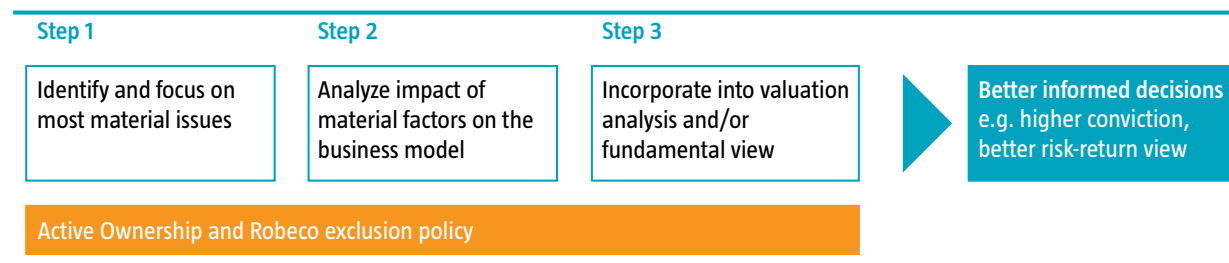 Step 1
Step 2
Step 3
Identify and focus on
most material issues
Analyze impact of
material factors on the
business model
Incorporate into valuation
analysis and/or
fundamental view
Better informed decisions
e.g. higher conviction,
better risk-return view
Active Ownership and Robeco exclusion policy